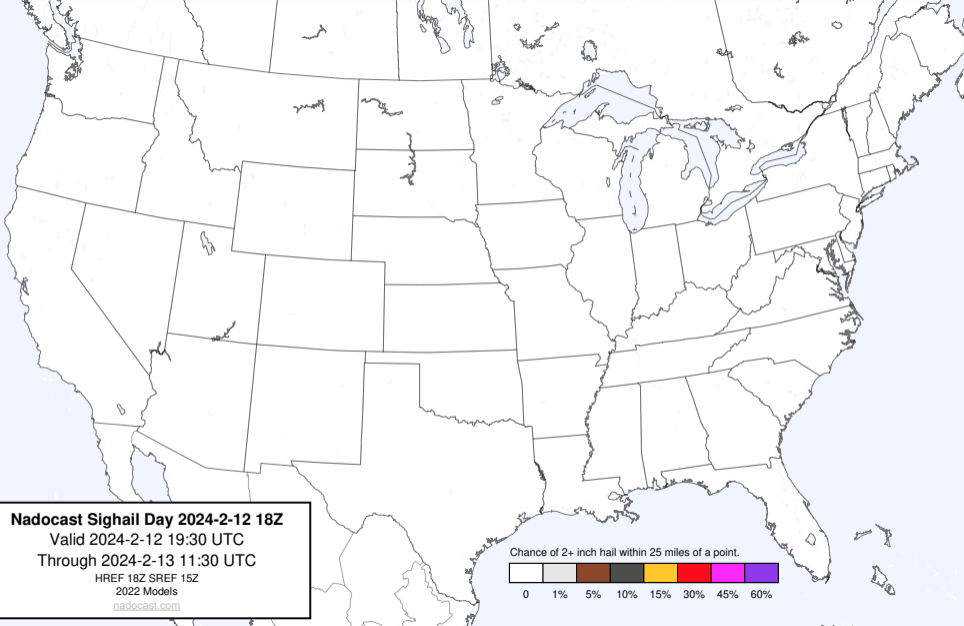 Nadocast Sighail Day 2024-2-12 18Z
Valid 2024-2-12 19:30 UTC
Through 2024-2-13 11:30 UTC
HREF 18Z SREF 15Z
2022 Models
nadocast.com
Chance of 2+ inch hail within 25 miles of a point.
0 1% 5% 10% 15% 30% 45% 60%